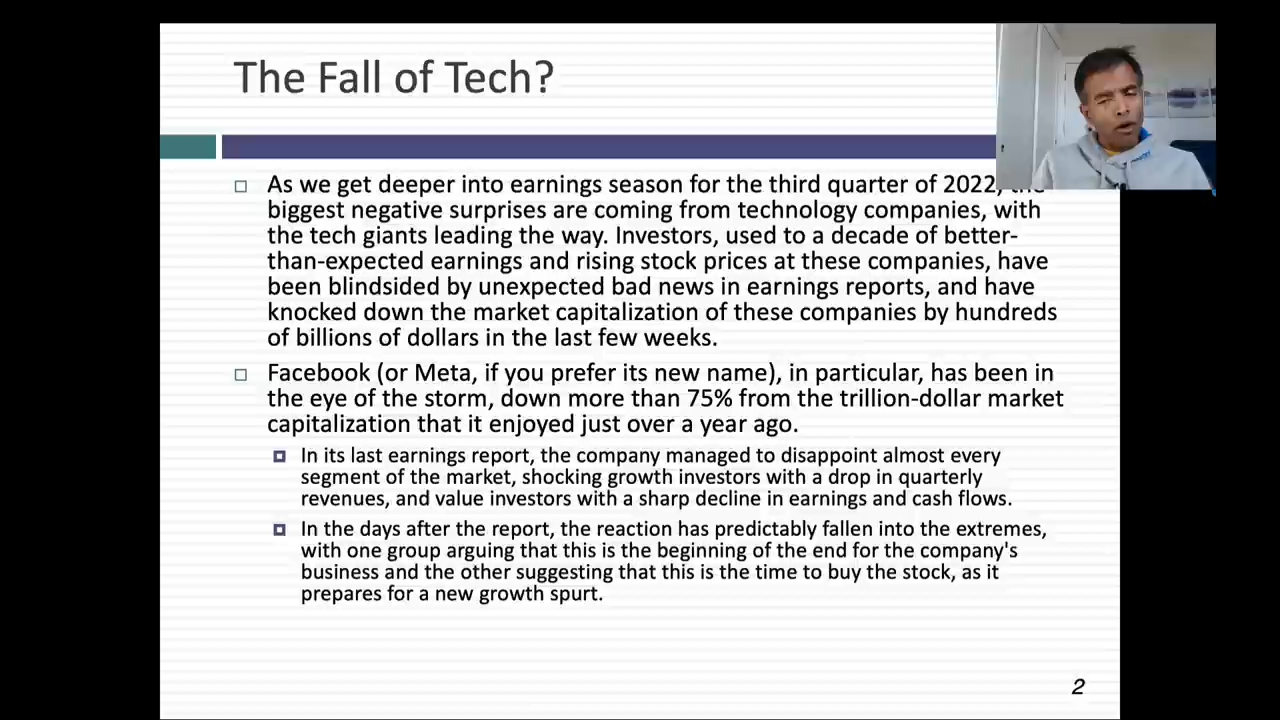 The Fall of Tech?
As we get deeper into earnings season for the third quarter of 2022, the
biggest negative surprises are coming from technology companies, with
the tech giants leading the way. Investors, used to a decade of better-
than-expected earnings and rising stock prices at these companies, have
been blindsided by unexpected bad news in earnings reports, and have
knocked down the market capitalization of these companies by hundreds
of billions of dollars in the last few weeks.
Facebook (or Meta, if you prefer its new name), in particular, has been in
the eye of the storm, down more than 75% from the trillion-dollar market
capitalization that it enjoyed just over a year ago.
In its last earnings report, the company managed to disappoint almost every
segment of the market, shocking growth investors with a drop in quarterly
revenues, and value investors with a sharp decline in earnings and cash flows.
In the days after the report, the reaction has predictably fallen into the extremes,
with one group arguing that this is the beginning of the end for the company's
business and the other suggesting that this is the time to buy the stock, as it
prepares for a new growth spurt.
2